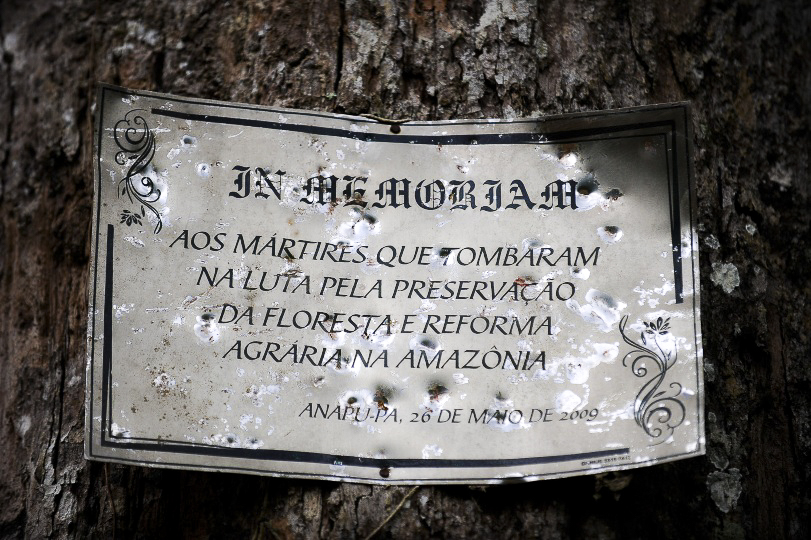 IN MEMORIAM
AOS MÁRTIRES QUE TOMBARAM
NA LUTA PELA PRESERVAÇÃO
DA FLORESTA E REFORMA
AGRÁRIA NA AMAZÔNIA
ANAPU-PA, 26 DE MAIO DE 2009